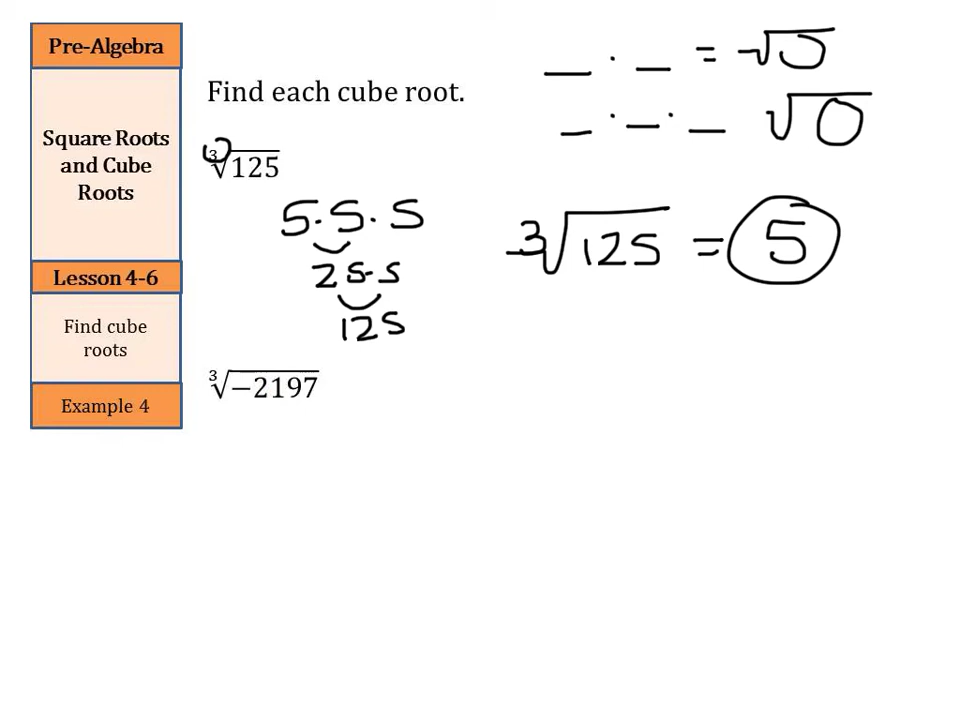 Pre-Algebra
Square Roots
and Cube
Roots
Lesson 4-6
Find cube
roots
Example 4
Find each cube root.
∛125
5·5·5
25·5
125
∛−2197
_ · _ = √
_ · _ · _ √
∛125 = 5